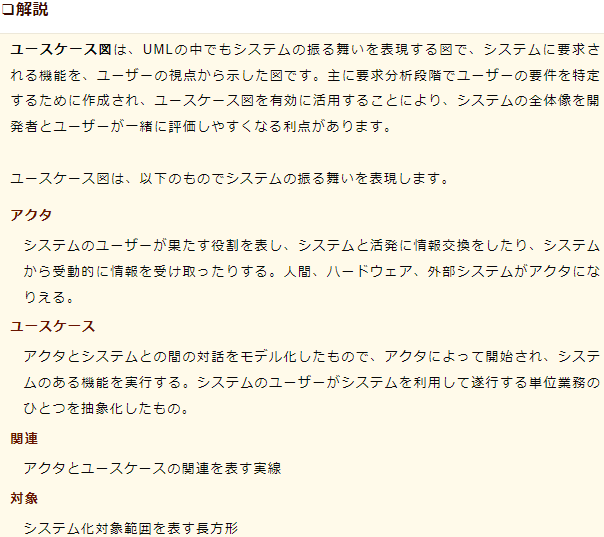 ❏解説
ユースケース図は、UMLの中でもシステムの振る舞いを表現する図で、システムに要求さ
れる機能を、ユーザーの視点から示した図です。主に要求分析段階でユーザーの要件を特定
するために作成され、ユースケース図を有効に活用することにより、システムの全体像を開
発者とユーザーが一緒に評価しやすくなる利点があります。
ユースケース図は、以下のものでシステムの振る舞いを表現します。
アクタ
システムのユーザーが果たす役割を表し、システムと活発に情報交換をしたり、システム
から受動的に情報を受け取ったりする。人間、ハードウェア、外部システムがアクタにな
りえる。
ユースケース
アクタとシステムとの間の対話をモデル化したもので、アクタによって開始され、システ
ムのある機能を実行する。システムのユーザーがシステムを利用して遂行する単位業務の
ひとつを抽象化したもの。
関連
アクタとユースケースの関連を表す実線
対象
システム化対象範囲を表す長方形